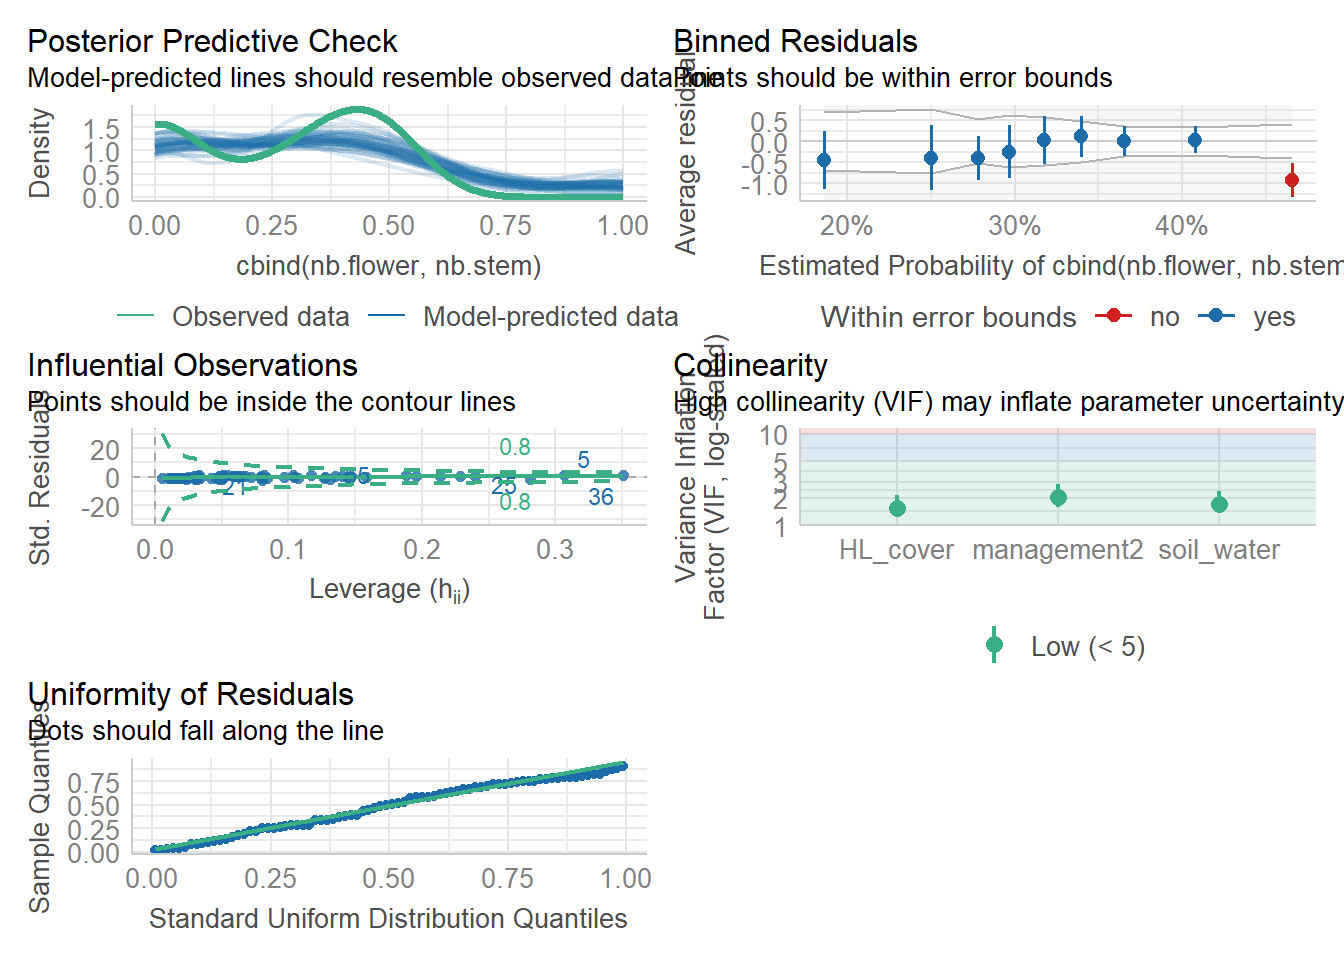 Posterior Predictive Check
Model-predicted lines should resemble observed data line
Density
1.5
1.0
0.5
0.0
0.00 0.25 0.50 0.75 1.00
cbind(nb.flower, nb.stem)
Observed data Model-predicted data
Binned Residuals
Points should be within error bounds
Average residual
0.5
0.0
-0.5
-1.0
20% 30% 40%
Estimated Probability of cbind(nb.flower, nb.stem
Within error bounds no yes
Influential Observations
Points should be inside the contour lines
Std. Residuals
20
0
-20
0.8
0.8
21
5
25
36
0.0 0.1 0.2 0.3
Leverage (hii)
Collinearity
High collinearity (VIF) may inflate parameter uncertainty
Variance Inflation
Factor (VIF, log-scaled)
10
5
3
2
1
HL_cover management2 soil_water
Low (< 5)
Uniformity of Residuals
Dots should fall along the line
Sample Quantiles
0.75
0.50
0.25
0.00
0.00 0.25 0.50 0.75 1.00
Standard Uniform Distribution Quantiles